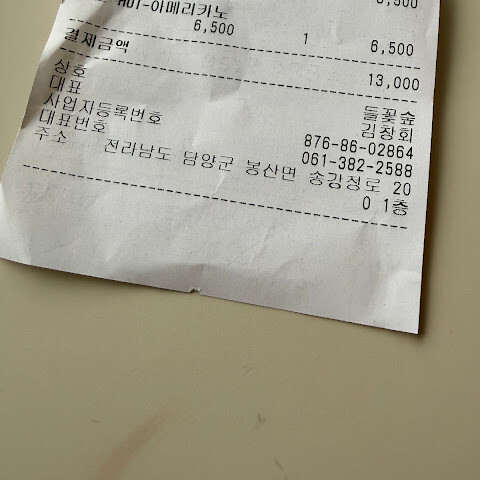 HOT-아메리카노
6,500 1 6,500
결제금액 13,000
상호 들꽃숲
대표 김창회
사업자등록번호 876-86-02864
대표번호 061-382-2588
주소 전라남도 담양군 봉산면 송강정로 20
0 1층